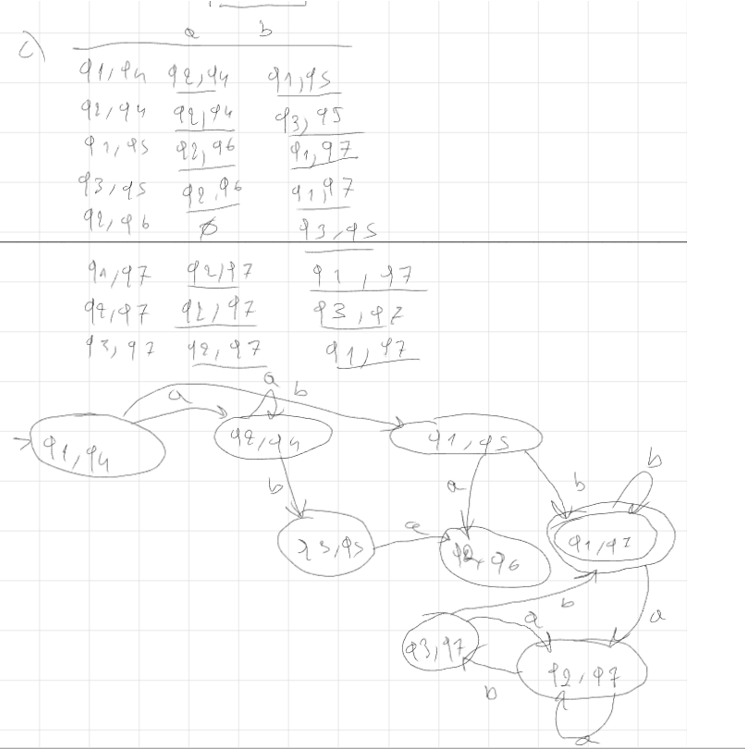 a b
c)
q1,q4 q2,q4 q1,q5
q2,q4 q2,q4 q3,q5
q1,q5 q2,q6 q1,q7
q3,q5 q2,q6 q1,q7
q2,q6 ∅ q3,q5
q1,q7 q2,q7 q1,q7
q2,q7 q2,q7 q3,q7
q3,q7 q2,q7 q1,q7
a
a b
q1,q4 q2,q4 q1,q5
b a b b
q3,q5 a q2,q6 q1,q7
b a a
q3,q7 q2,q7
b
a